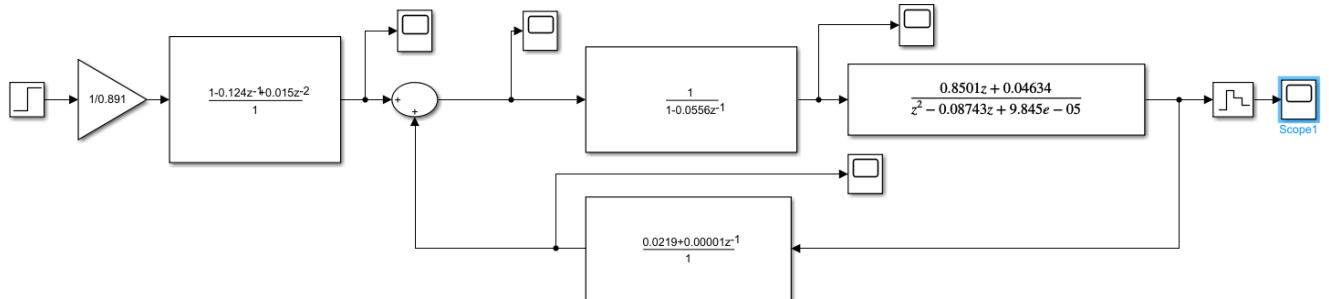 1/0.891
1-0.124z-1+0.015z-2
1
1
1-0.0556z-1
0.8501z + 0.04634
z² − 0.08743z + 9.845e − 05
Scope1
0.0219+0.00001z-1
1
+
+